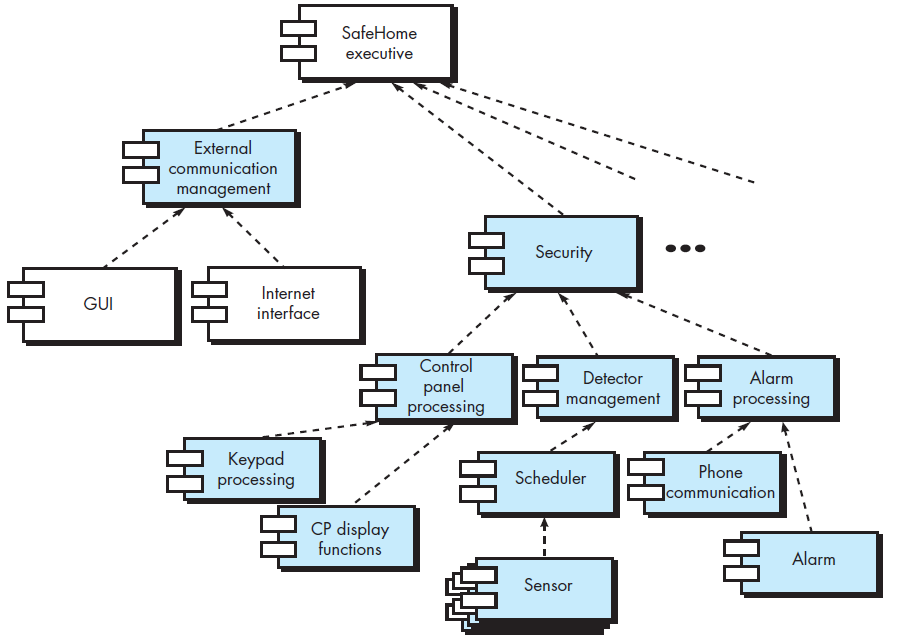 SafeHome
executive
External
communication
management
Security
GUI
Internet
interface
Control
panel
processing
Detector
management
Alarm
processing
Keypad
processing
Scheduler
Phone
communication
CP display
functions
Sensor
Alarm